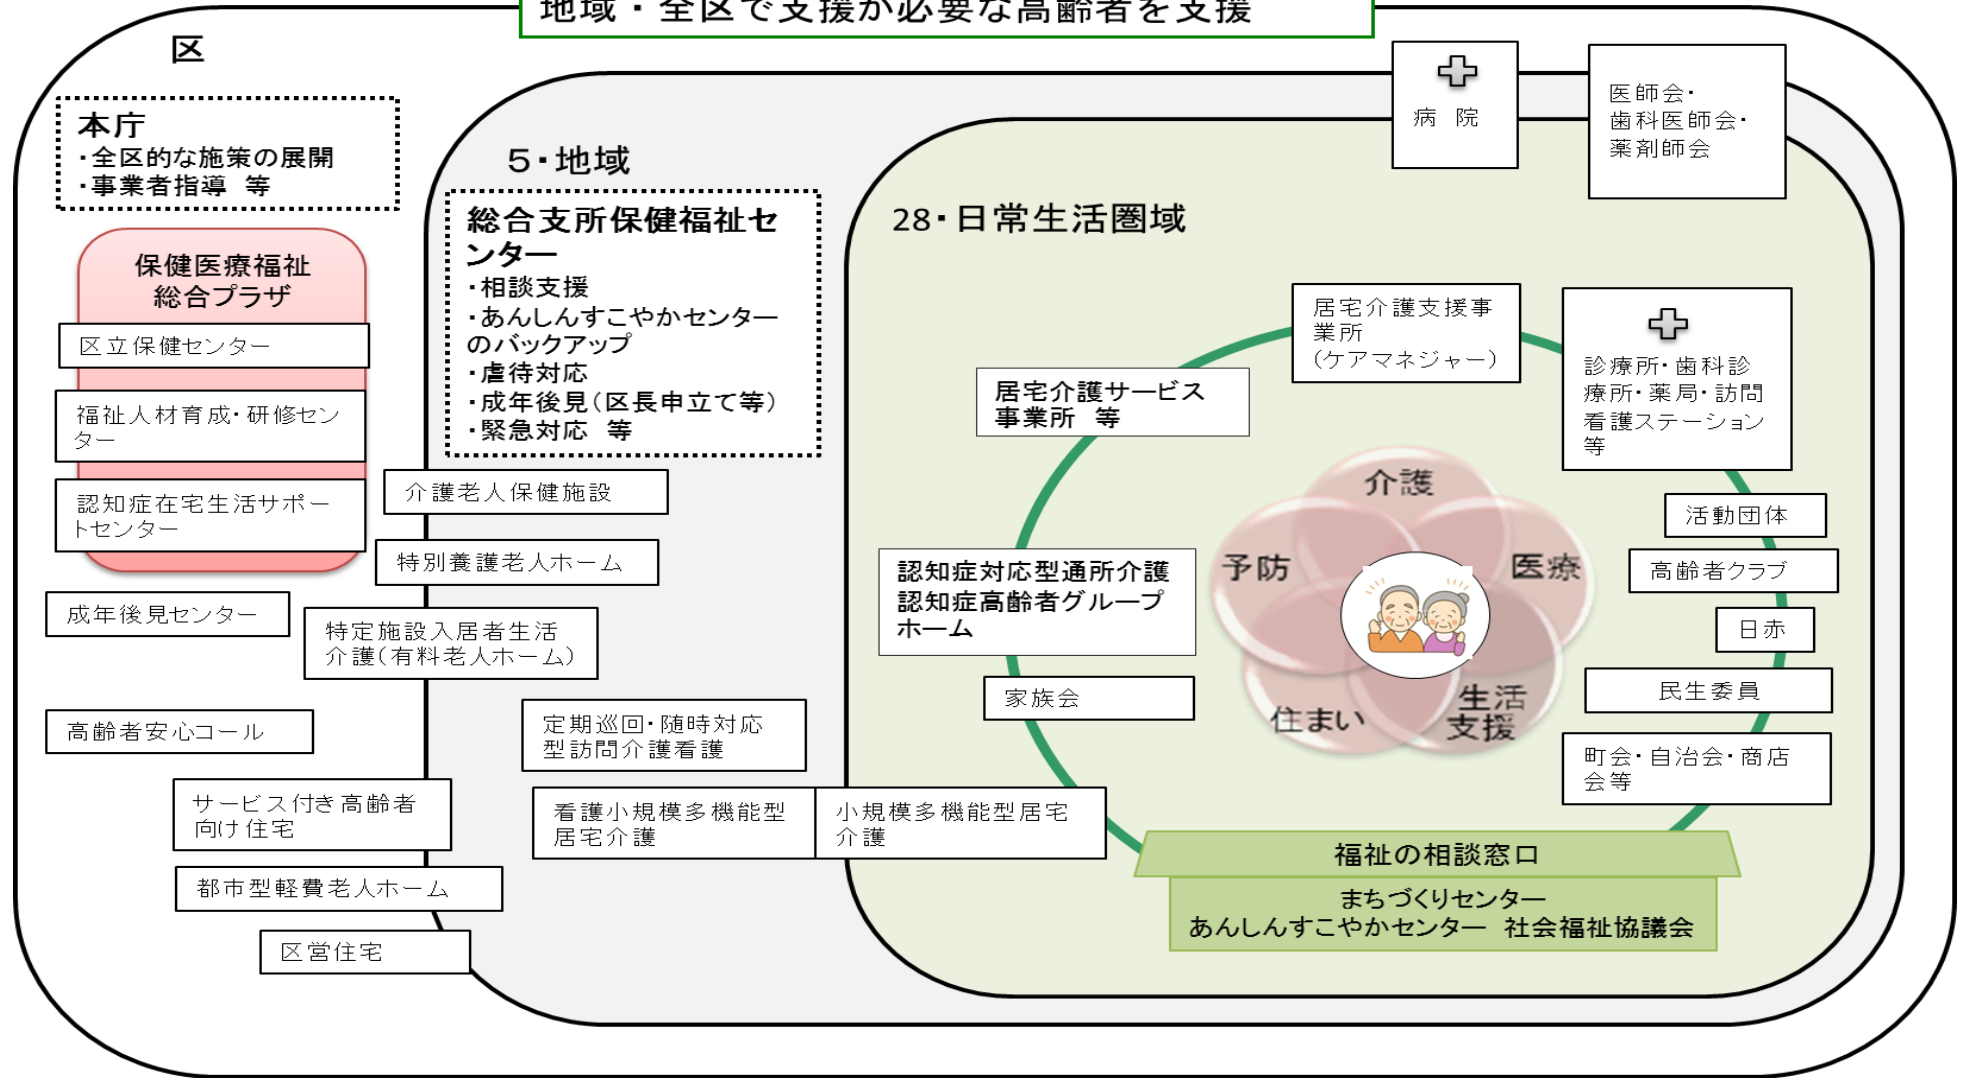 地域・全区で支援が必要な高齢者を支援
区
本庁
・全区的な施策の展開
・事業者指導　等
保健医療福祉
総合プラザ
区立保健センター
福祉人材育成・研修セン
ター
認知症在宅生活サポー
トセンター
成年後見センター
高齢者安心コール
サービス付き高齢者
向け住宅
都市型軽費老人ホーム
区営住宅
5・地域
総合支所保健福祉セ
ンター
・相談支援
・あんしんすこやかセンター
のバックアップ
・虐待対応
・成年後見（区長申立て等）
・緊急対応　等
介護老人保健施設
特別養護老人ホーム
特定施設入居者生活
介護（有料老人ホーム）
定期巡回・随時対応
型訪問介護看護
看護小規模多機能型
居宅介護
小規模多機能型居宅
介護
病　院
医師会・
歯科医師会・
薬剤師会
28・日常生活圏域
居宅介護支援事
業所
（ケアマネジャー）
居宅介護サービス
事業所　等
診療所・歯科診
療所・薬局・訪問
看護ステーション
等
認知症対応型通所介護
認知症高齢者グループ
ホーム
家族会
介護
予防
医療
住まい
生活
支援
活動団体
高齢者クラブ
日赤
民生委員
町会・自治会・商店
会等
福祉の相談窓口
まちづくりセンター
あんしんすこやかセンター　社会福祉協議会